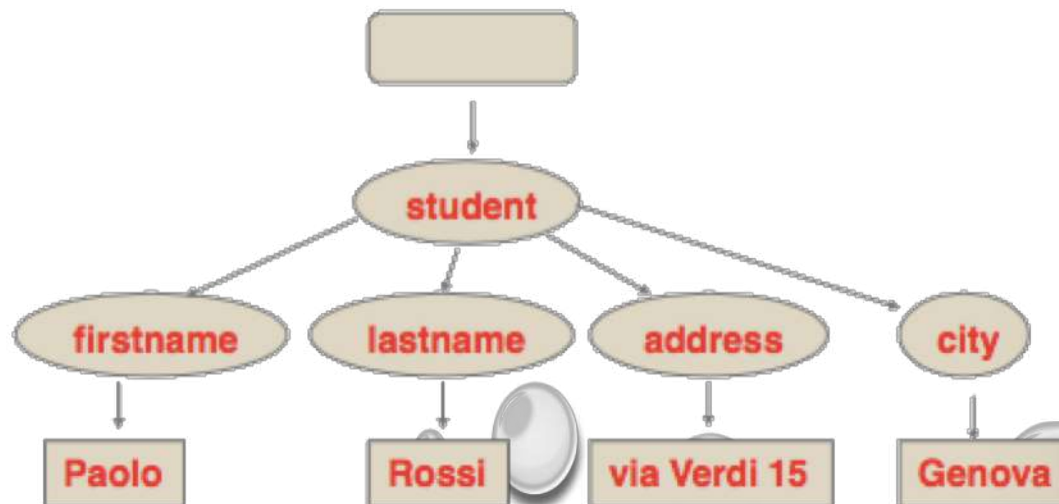 student
firstname
lastname
address
city
Paolo
Rossi
via Verdi 15
Genova